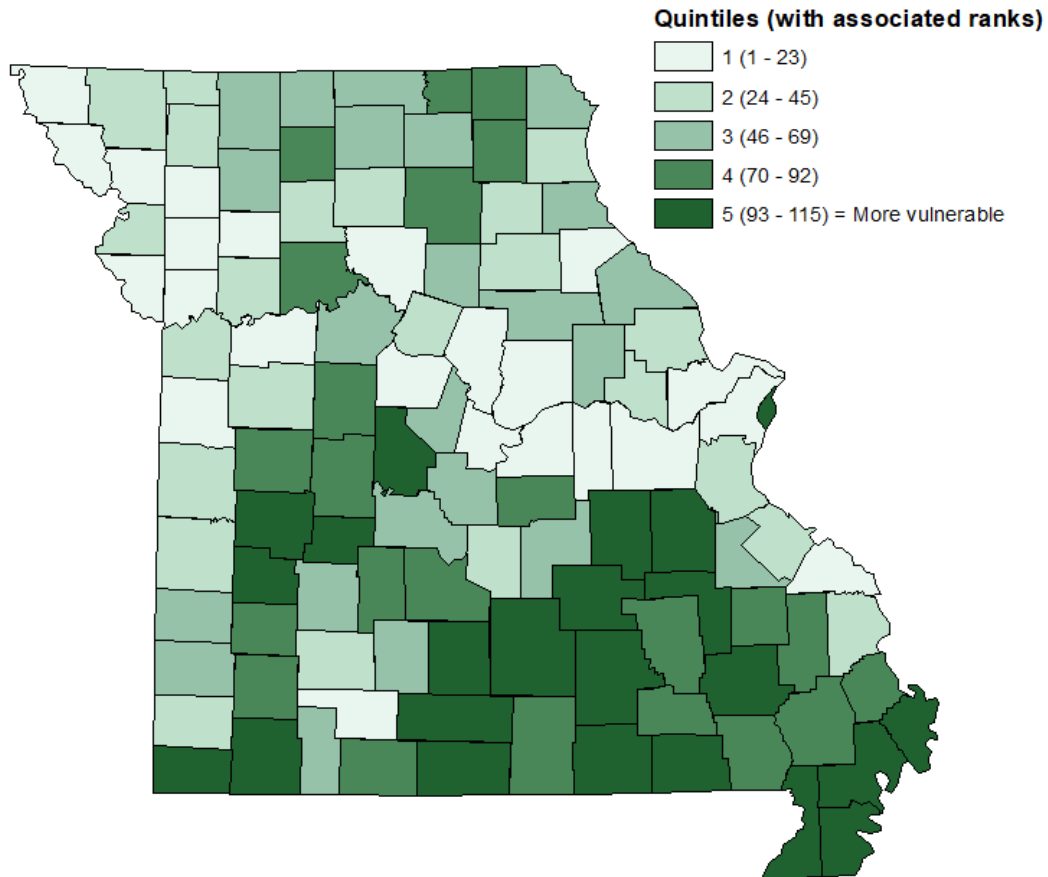 Quintiles (with associated ranks)
1 (1 - 23)
2 (24 - 45)
3 (46 - 69)
4 (70 - 92)
5 (93 - 115) = More vulnerable